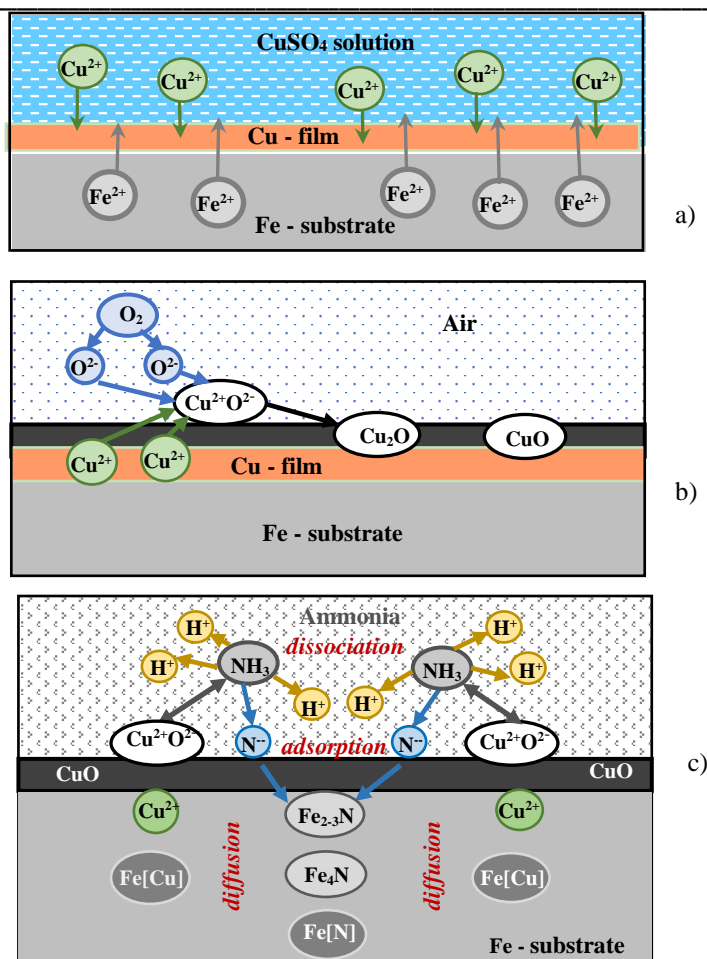 CuSO₄ solution
Cu²⁺ Cu²⁺ Cu²⁺ Cu²⁺ Cu²⁺
Cu - film
Fe²⁺ Fe²⁺ Fe²⁺ Fe²⁺ Fe²⁺
Fe - substrate
a)
O₂
Air
O²⁻ O²⁻
Cu²⁺O²⁻
Cu₂O CuO
Cu²⁺ Cu²⁺
Cu - film
b)
Fe - substrate
Ammonia
H⁺ H⁺
dissociation
H⁺ NH₃ NH₃ H⁺
H⁺ H⁺
Cu²⁺O²⁻ N⁻⁻ adsorption N⁻⁻ Cu²⁺O²⁻
c)
CuO CuO
Cu²⁺ Fe₂₋₃N Cu²⁺
diffusion diffusion
Fe[Cu] Fe₄N Fe[Cu]
Fe[N]
Fe - substrate